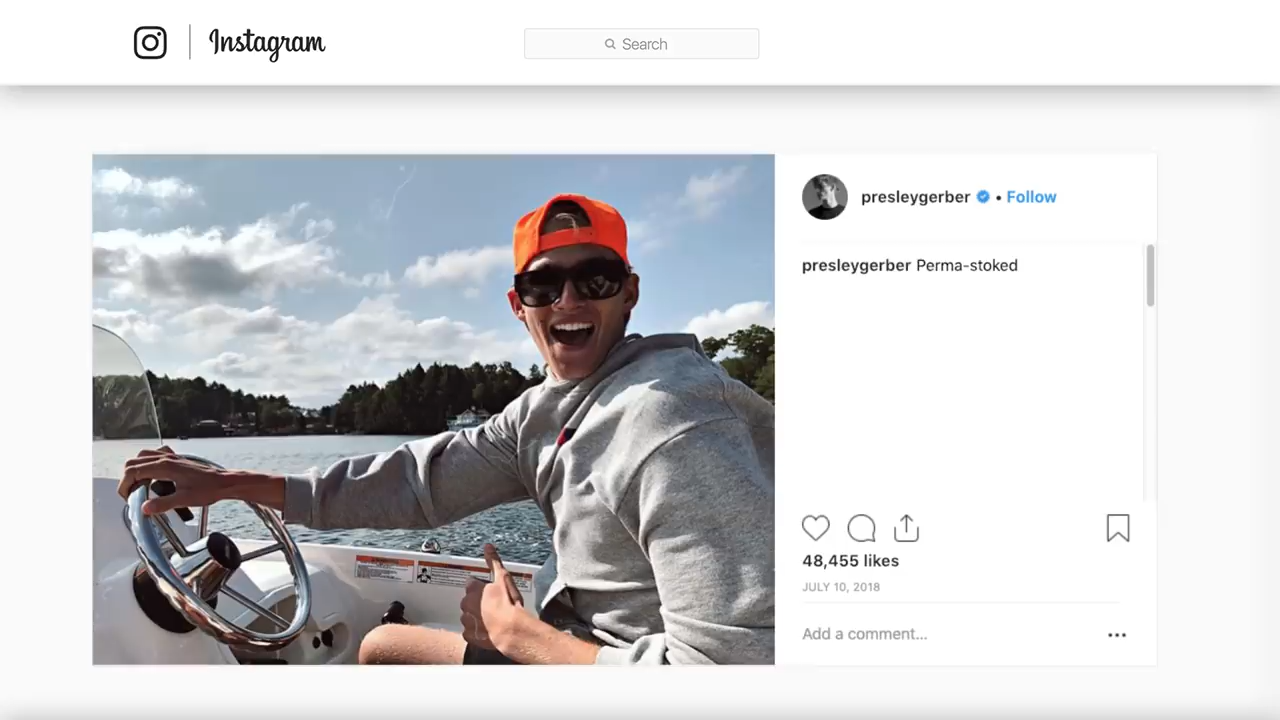 Instagram
Search
presleygerber • Follow
presleygerber Perma-stoked
48,455 likes
JULY 10, 2018
Add a comment...